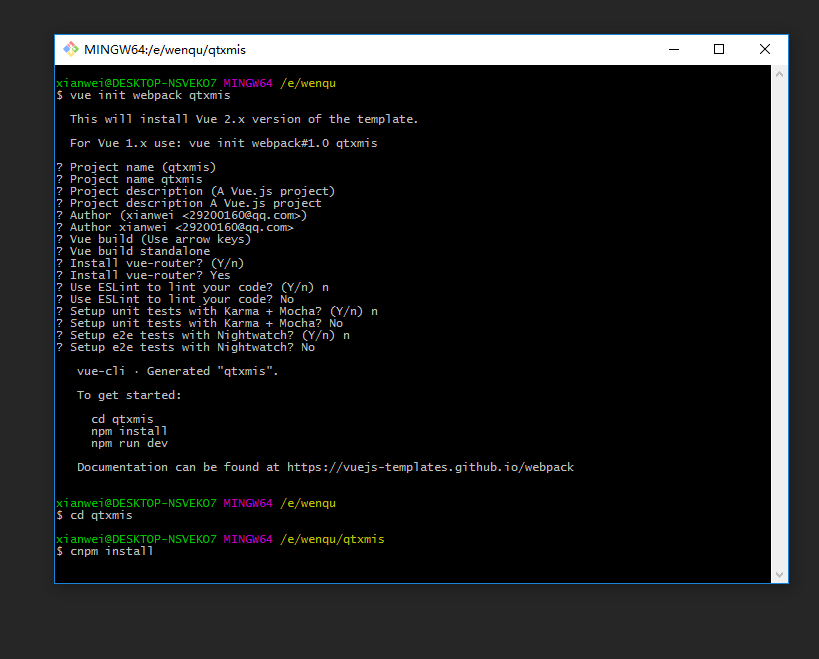 MINGW64:/e/wenqu/qtxmis
xianwei@DESKTOP-NSVEKO7 MINGW64 /e/wenqu
$ vue init webpack qtxmis
This will install Vue 2.x version of the template.
For Vue 1.x use: vue init webpack#1.0 qtxmis
? Project name (qtxmis)
? Project name qtxmis
? Project description (A Vue.js project)
? Project description A Vue.js project
? Author (xianwei <29200160@qq.com>)
? Author xianwei <29200160@qq.com>
? Vue build (Use arrow keys)
? Vue build standalone
? Install vue-router? (Y/n)
? Install vue-router? Yes
? Use ESLint to lint your code? (Y/n) n
? Use ESLint to lint your code? No
? Setup unit tests with Karma + Mocha? (Y/n) n
? Setup unit tests with Karma + Mocha? No
? Setup e2e tests with Nightwatch? (Y/n) n
? Setup e2e tests with Nightwatch? No
vue-cli · Generated "qtxmis".
To get started:
cd qtxmis
npm install
npm run dev
Documentation can be found at https://vuejs-templates.github.io/webpack
xianwei@DESKTOP-NSVEKO7 MINGW64 /e/wenqu
$ cd qtxmis
xianwei@DESKTOP-NSVEKO7 MINGW64 /e/wenqu/qtxmis
$ cnpm install